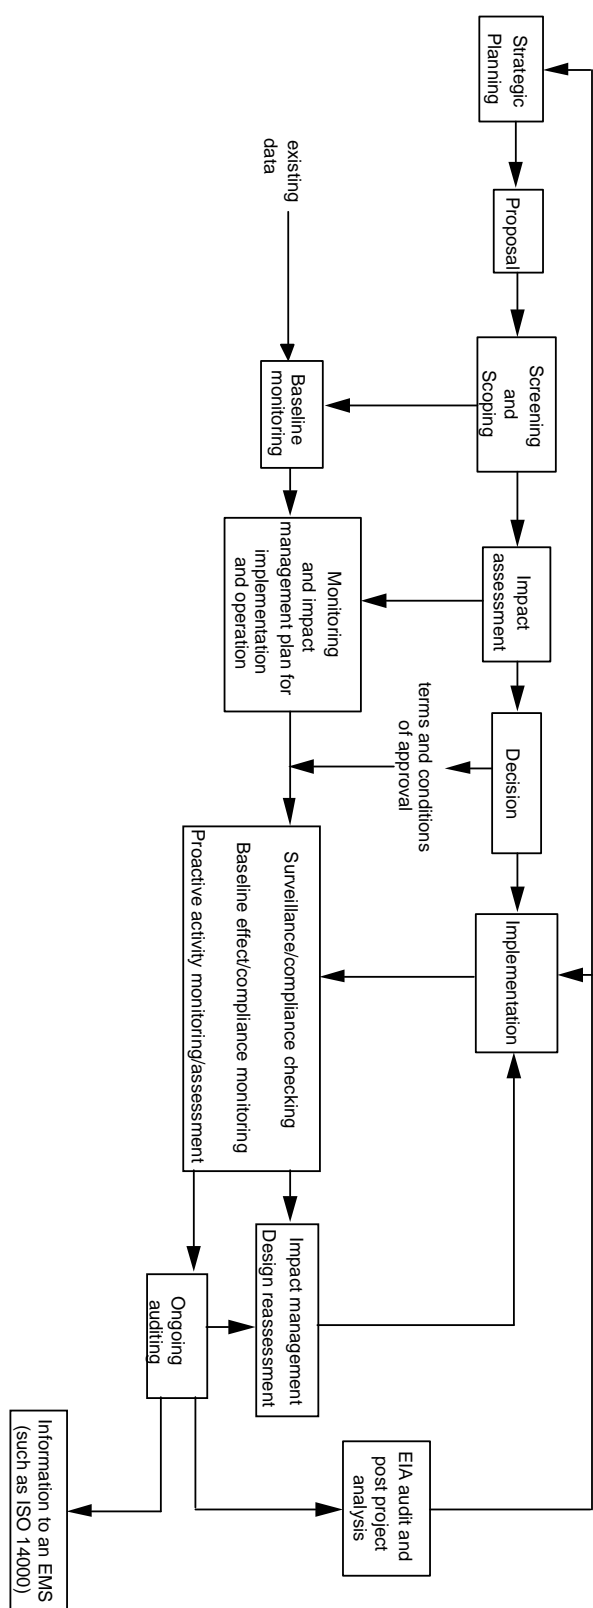 Strategic
Planning
Proposal
Screening
and
Scoping
Impact
assessment
Decision
Implementation
existing
data
Baseline
monitoring
Monitoring
and impact
management plan for
implementation
and operation
terms and conditions
of approval
Surveillance/compliance checking
Baseline effect/compliance monitoring
Proactive activity monitoring/assessment
Impact management
Design reassessment
Ongoing
auditing
EIA audit and
post project
analysis
Information to an EMS
(such as ISO 14000)